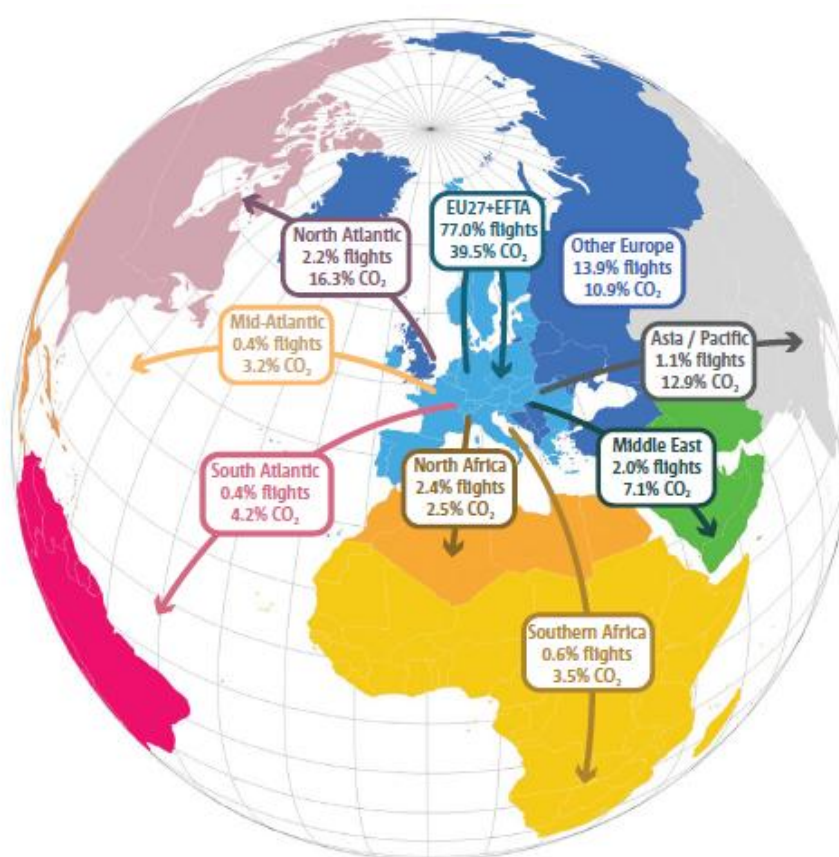 EU27+EFTA
77.0% flights
39.5% CO₂
North Atlantic
2.2% flights
16.3% CO₂
Other Europe
13.9% flights
10.9% CO₂
Mid-Atlantic
0.4% flights
3.2% CO₂
Asia / Pacific
1.1% flights
12.9% CO₂
South Atlantic
0.4% flights
4.2% CO₂
North Africa
2.4% flights
2.5% CO₂
Middle East
2.0% flights
7.1% CO₂
Southern Africa
0.6% flights
3.5% CO₂